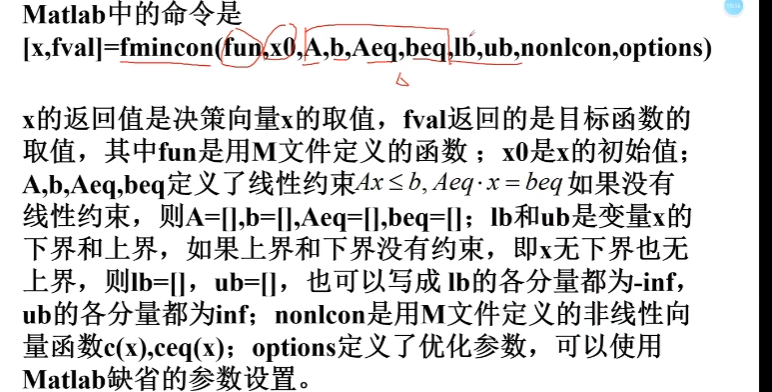 Matlab中的命令是
[x,fval]=fmincon(fun,x0,A,b,Aeq,beq,lb,ub,nonlcon,options)
x的返回值是决策向量x的取值，fval返回的是目标函数的
取值，其中fun是用M文件定义的函数；x0是x的初始值；
A,b,Aeq,beq定义了线性约束Ax≤b, Aeq·x=beq如果没有
线性约束，则A=[],b=[],Aeq=[],beq=[]；lb和ub是变量x的
下界和上界，如果上界和下界没有约束，即x无下界也无
上界，则lb=[]，ub=[]，也可以写成 lb的各分量都为-inf，
ub的各分量都为inf；nonlcon是用M文件定义的非线性向
量函数c(x),ceq(x)；options定义了优化参数，可以使用
Matlab缺省的参数设置。